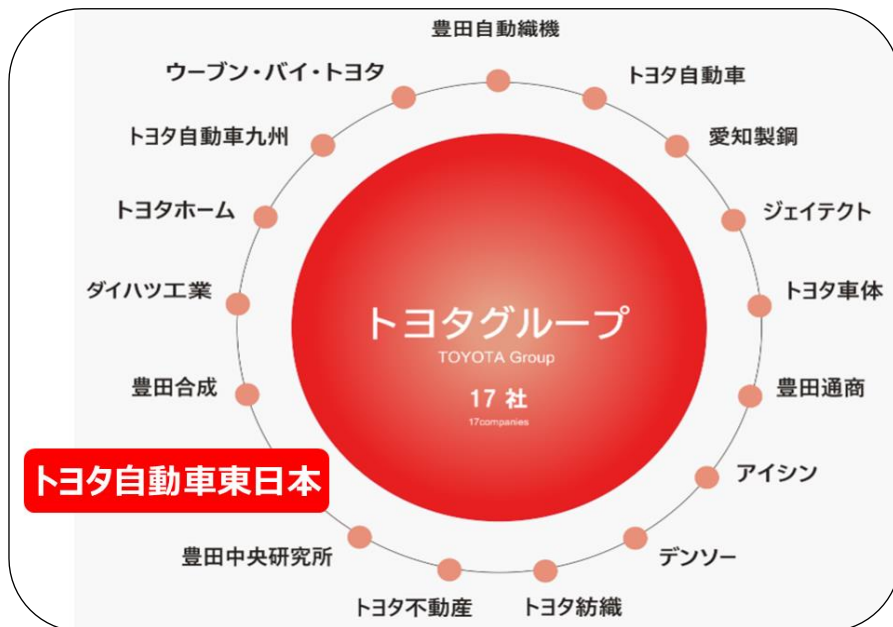 豊田自動織機
ウーブン・バイ・トヨタ
トヨタ自動車
トヨタ自動車九州
愛知製鋼
トヨタホーム
ジェイテクト
ダイハツ工業
トヨタ車体
トヨタグループ
TOYOTA Group
17 社
17companies
豊田合成
豊田通商
トヨタ自動車東日本
アイシン
豊田中央研究所
デンソー
トヨタ不動産
トヨタ紡織